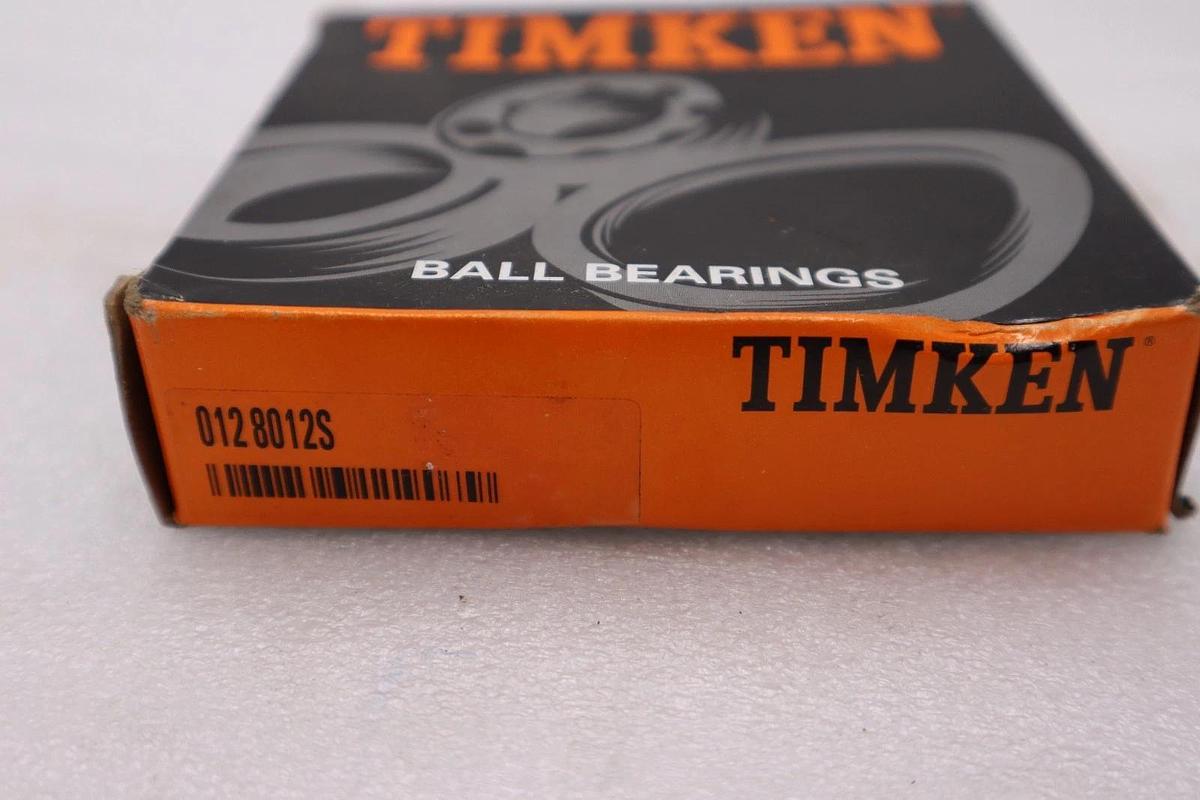 TIMKEN
BALL BEARINGS
TIMKEN®
012 8012S